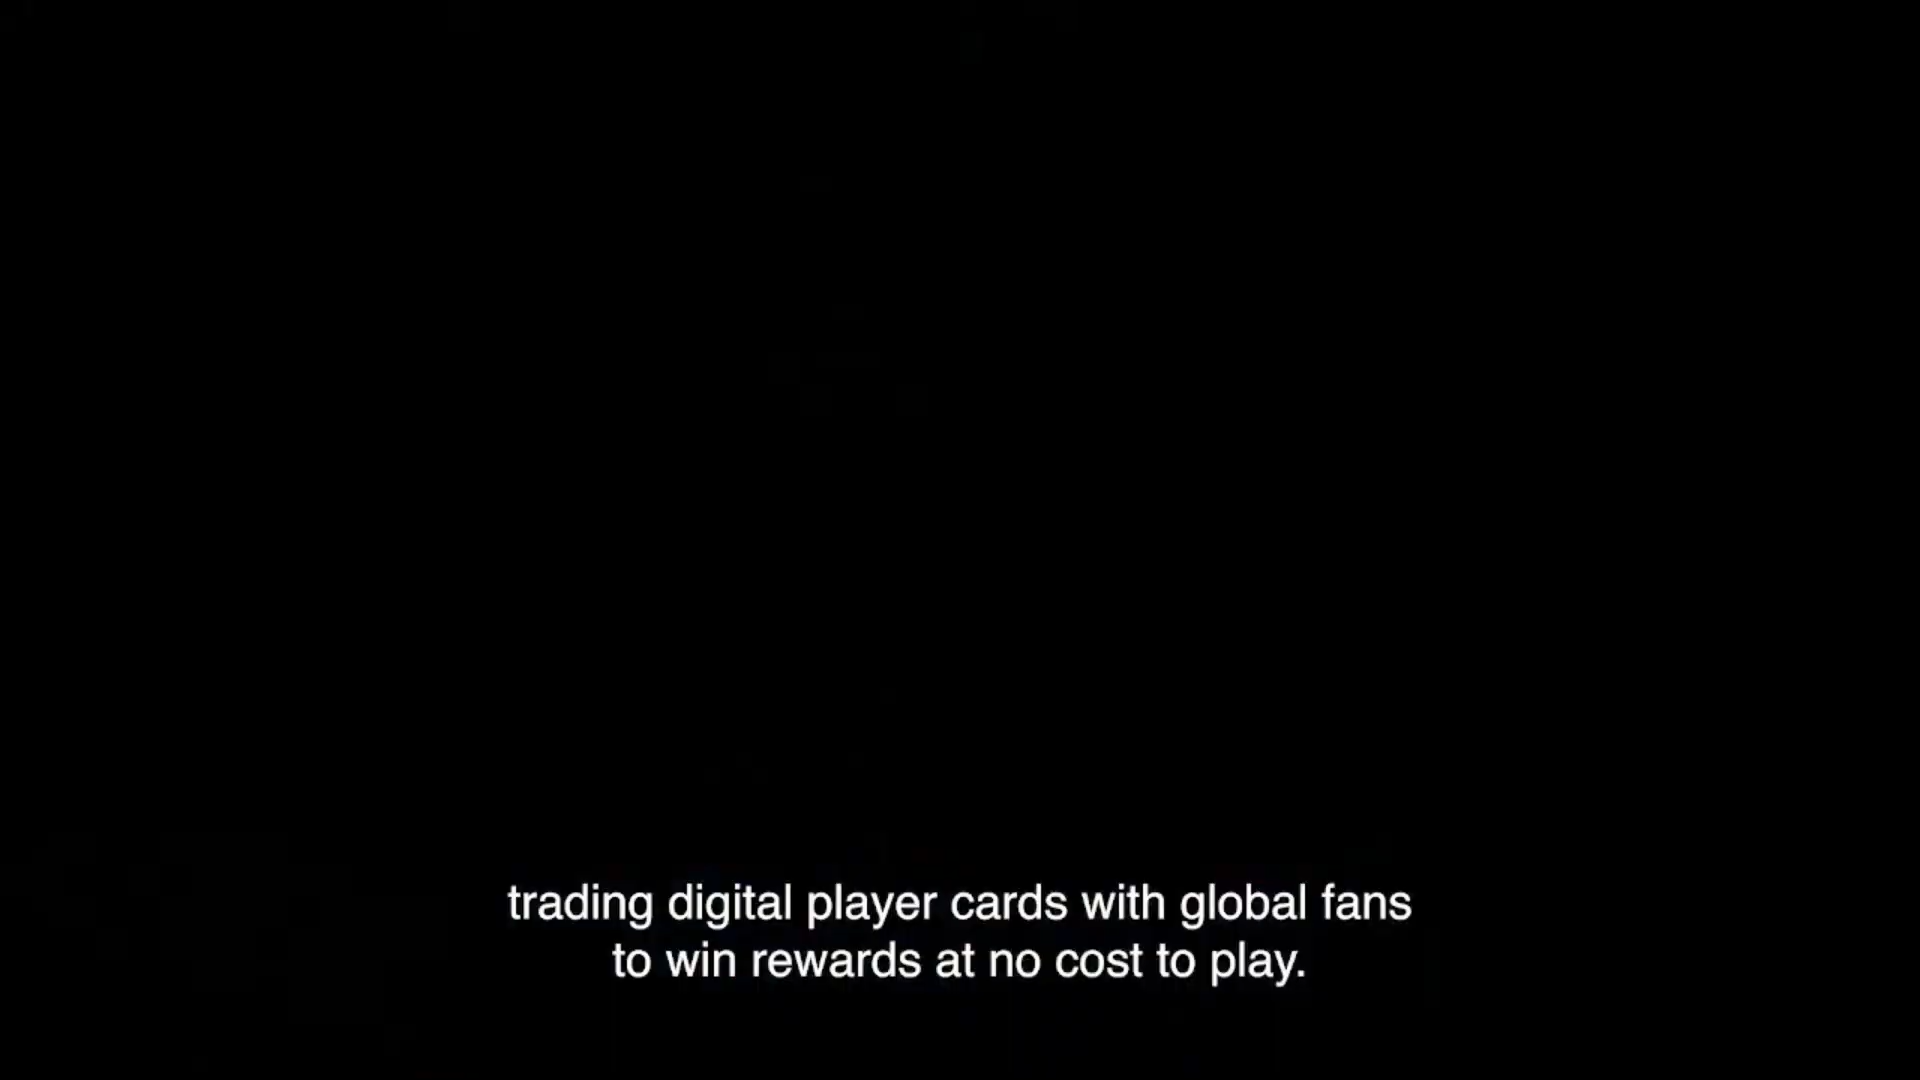 trading digital player cards with global fans
to win rewards at no cost to play.